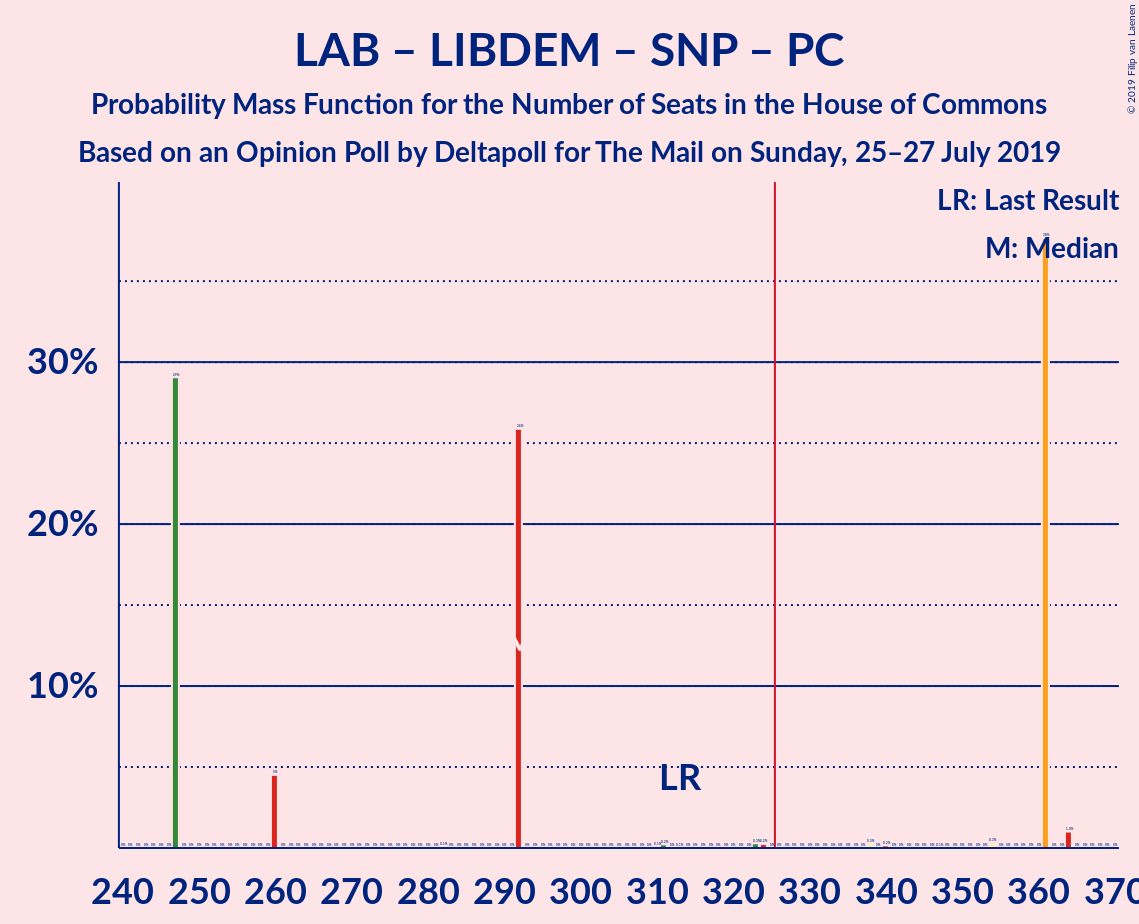 LAB – LIBDEM – SNP – PC
Probability Mass Function for the Number of Seats in the House of Commons
Based on an Opinion Poll by Deltapoll for The Mail on Sunday, 25–27 July 2019
© 2019 Filip van Laenen
LR: Last Result
M: Median
30%
20%
10%
LR
240 250 260 270 280 290 300 310 320 330 340 350 360 370